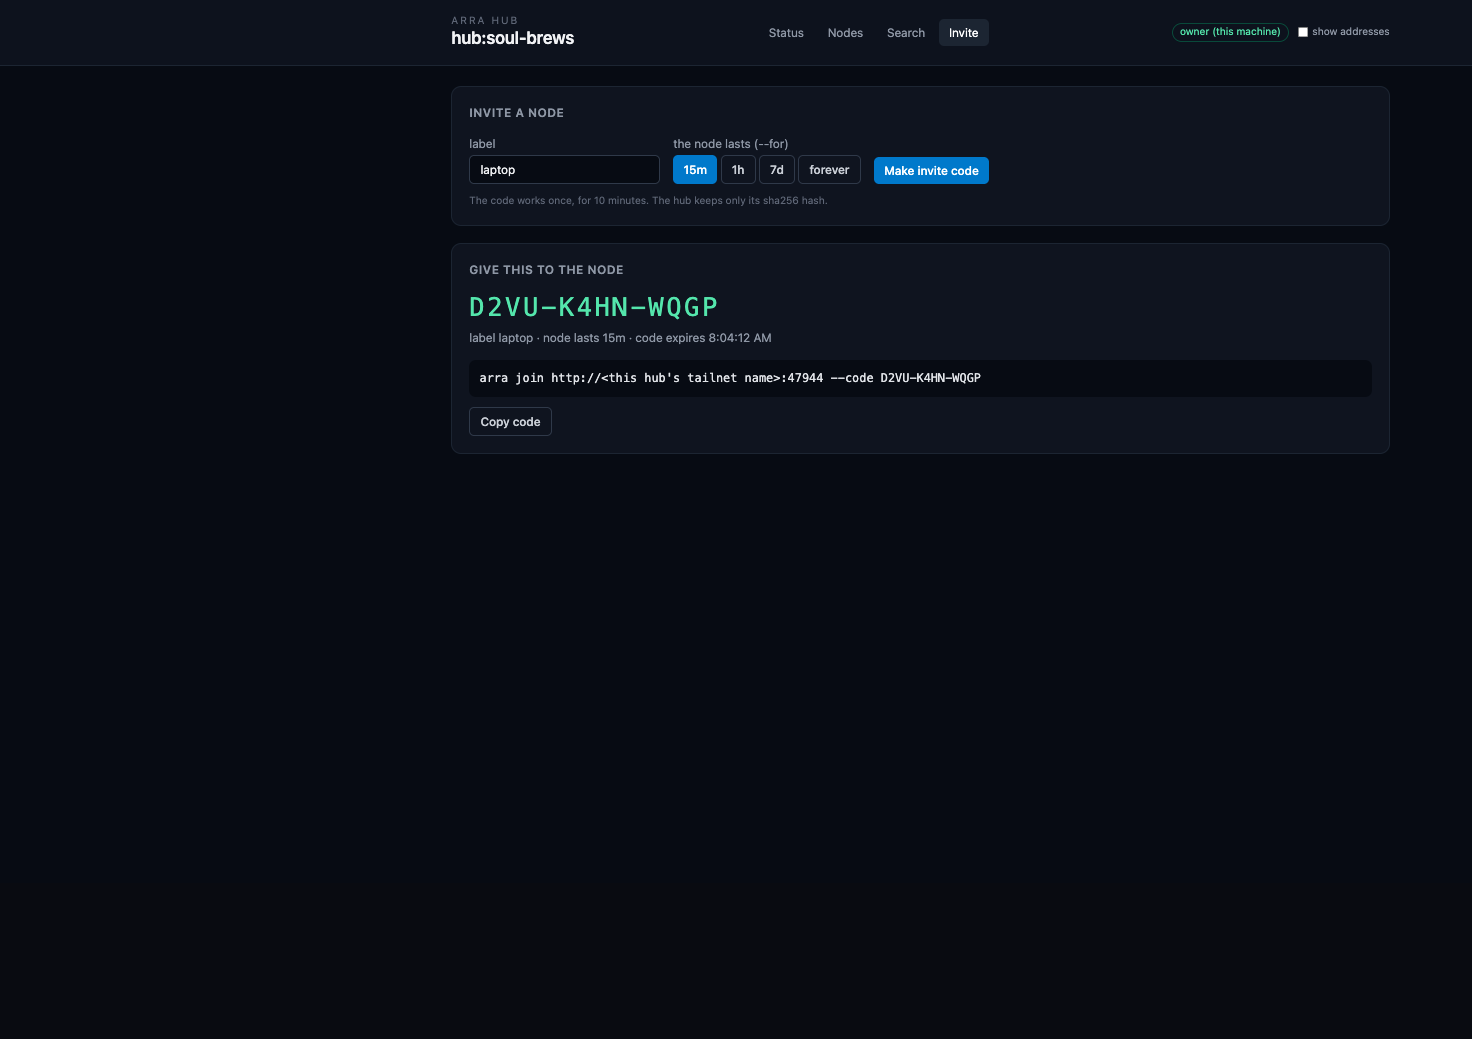 ARRA HUB
hub:soul-brews
Status Nodes Search Invite
owner (this machine) show addresses
INVITE A NODE
label the node lasts (--for)
laptop 15m 1h 7d forever Make invite code
The code works once, for 10 minutes. The hub keeps only its sha256 hash.
GIVE THIS TO THE NODE
D2VU-K4HN-WQGP
label laptop · node lasts 15m · code expires 8:04:12 AM
arra join http://<this hub's tailnet name>:47944 --code D2VU-K4HN-WQGP
Copy code